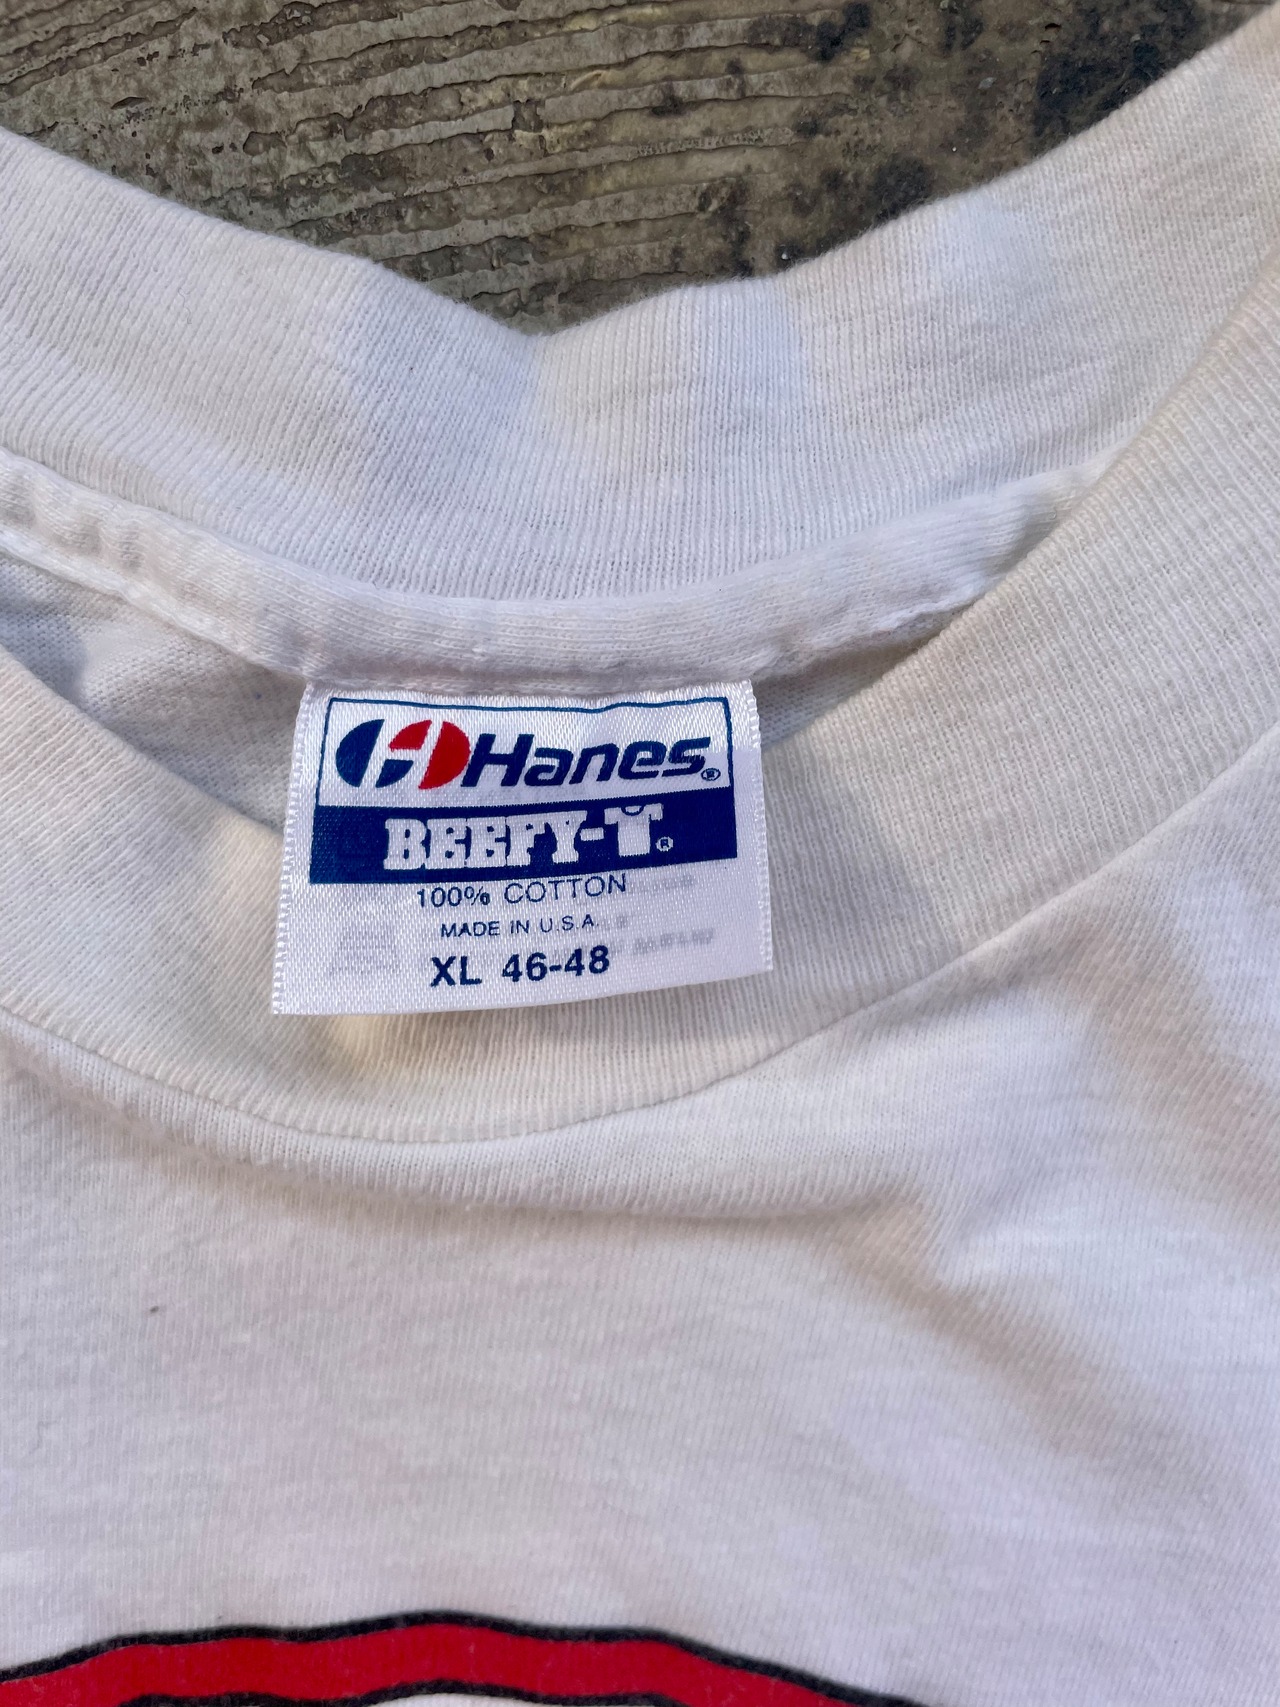 Hanes®
BEEFY-T®
100% COTTON
MADE IN U.S.A.
XL 46-48